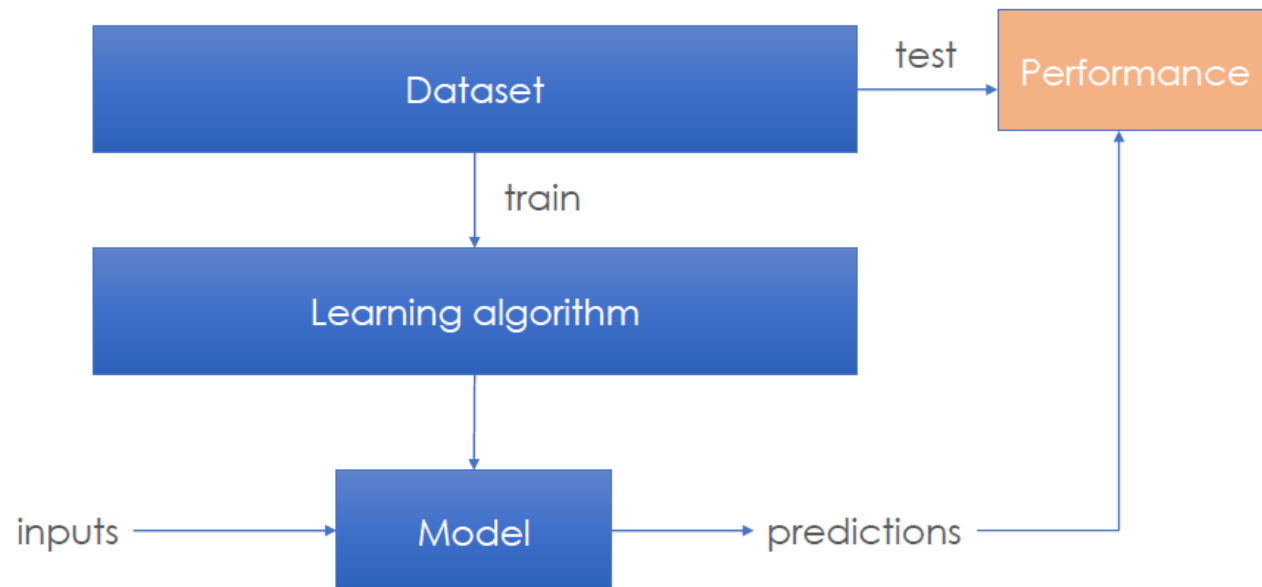 Dataset
test
Performance
train
Learning algorithm
inputs
Model
predictions